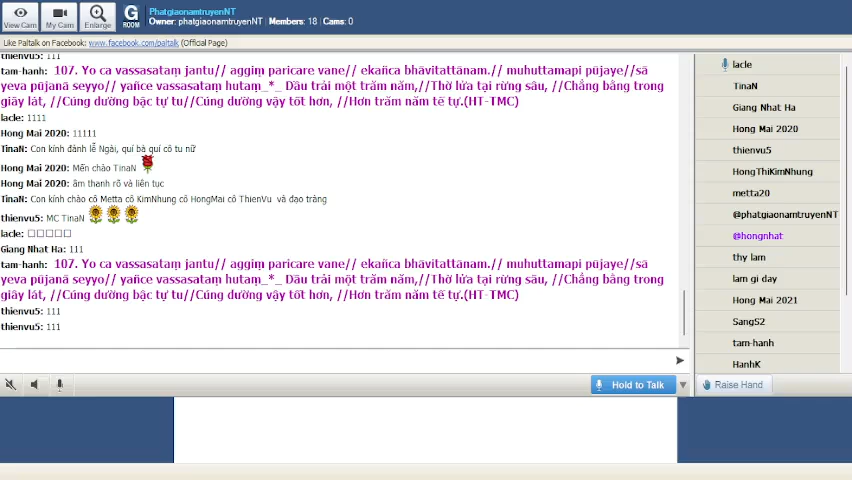 PhatgiaonamtruyenNT
Owner: phatgiaonamtruyenNT | Members: 18 | Cams: 0
View Cam
My Cam
Enlarge
G
ROOM
Like Paltalk on Facebook: www.facebook.com/paltalk (Official Page)
thienvu5: 111
tam-hanh: 107. Yo ca vassasataṃ jantu// aggiṃ paricare vane// ekañca bhāvitattānaṃ.// muhuttamapi pūjaye//sā
yeva pūjanā seyyo// yañce vassasataṃ hutaṃ_*_ Dầu trải một trăm năm,//Thờ lửa tại rừng sâu, //Chẳng bằng trong
giây lát, //Cúng dường bậc tự tu//Cúng dường vậy tốt hơn, //Hơn trăm năm tế tự.(HT-TMC)
lacle: 1111
Hong Mai 2020: 11111
TinaN: Con kính đảnh lễ Ngài, quí bà quí cô tu nữ
Hong Mai 2020: Mến chào TinaN
Hong Mai 2020: âm thanh rõ và liên tục
TinaN: Con kính chào cô Metta cô KimNhung cô HongMai cô ThienVu và đạo tràng
thienvu5: MC TinaN
lacle: □□□□□
Giang Nhat Ha: 111
tam-hanh: 107. Yo ca vassasataṃ jantu// aggiṃ paricare vane// ekañca bhāvitattānaṃ.// muhuttamapi pūjaye//sā
yeva pūjanā seyyo// yañce vassasataṃ hutaṃ_*_ Dầu trải một trăm năm,//Thờ lửa tại rừng sâu, //Chẳng bằng trong
giây lát, //Cúng dường bậc tự tu//Cúng dường vậy tốt hơn, //Hơn trăm năm tế tự.(HT-TMC)
thienvu5: 111
thienvu5: 111
Hold to Talk
lacle
TinaN
Giang Nhat Ha
Hong Mai 2020
thienvu5
HongThiKimNhung
metta20
@phatgiaonamtruyenNT
@hongnhat
thy lam
lam gi day
Hong Mai 2021
SangS2
tam-hanh
HanhK
Raise Hand